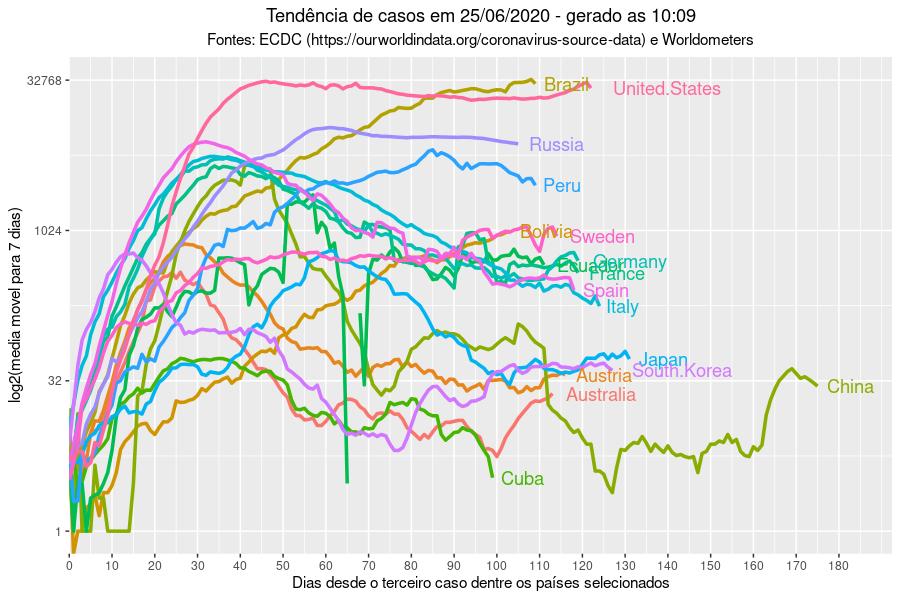 Tendência de casos em 25/06/2020 - gerado as 10:09
Fontes: ECDC (https://ourworldindata.org/coronavirus-source-data) e Worldometers
log2(media movel para 7 dias)
32768
1024
32
1
Brazil
United.States
Russia
Peru
Bolivia
Sweden
Germany
Ecuador
France
Spain
Italy
Japan
South.Korea
Austria
China
Australia
Cuba
0 10 20 30 40 50 60 70 80 90 100 110 120 130 140 150 160 170 180
Dias desde o terceiro caso dentre os países selecionados